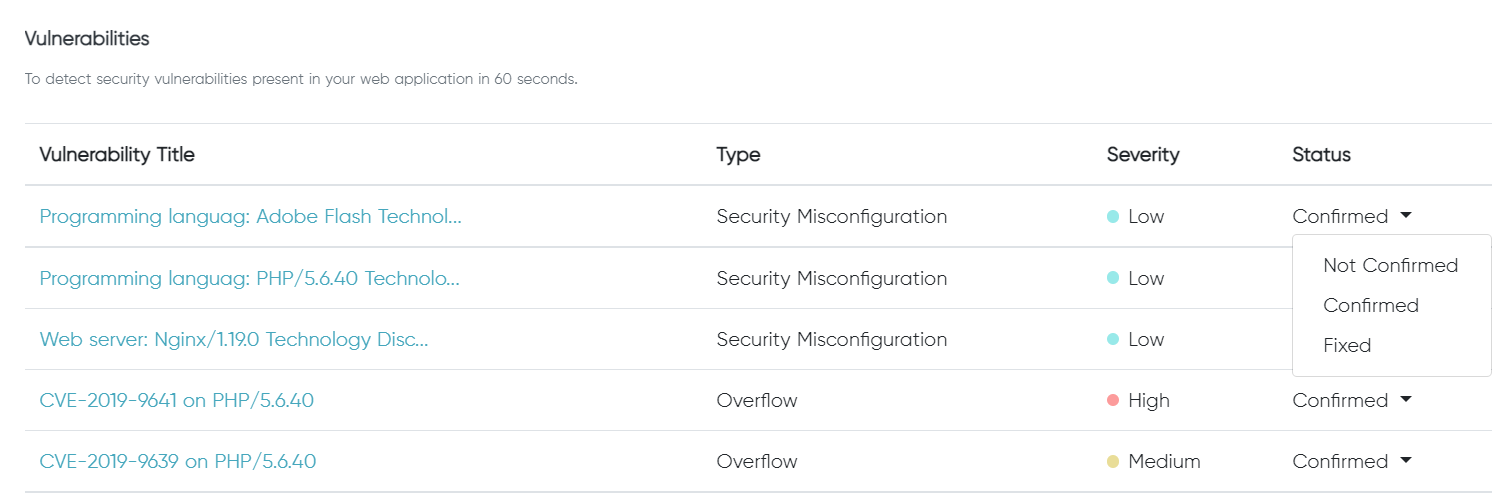 Vulnerabilities
To detect security vulnerabilities present in your web application in 60 seconds.
Vulnerability Title Type Severity Status
Programming languag: Adobe Flash Technol... Security Misconfiguration Low Confirmed
Not Confirmed
Programming languag: PHP/5.6.40 Technolo... Security Misconfiguration Low
Confirmed
Web server: Nginx/1.19.0 Technology Disc... Security Misconfiguration Low
Fixed
CVE-2019-9641 on PHP/5.6.40 Overflow High Confirmed
CVE-2019-9639 on PHP/5.6.40 Overflow Medium Confirmed